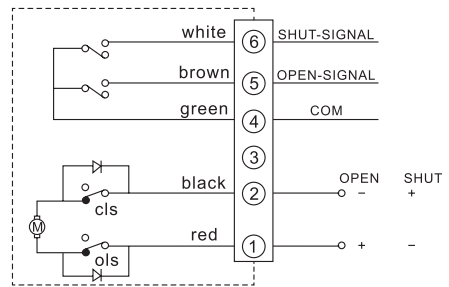 white 6 SHUT-SIGNAL
brown 5 OPEN-SIGNAL
green 4 COM
3
OPEN SHUT
black 2 − +
cls
M
red 1 + −
ols